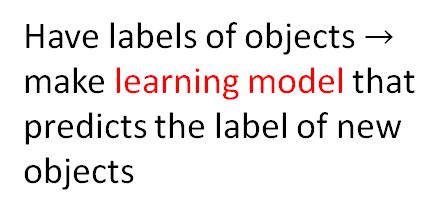 Have labels of objects →
make learning model that
predicts the label of new
objects